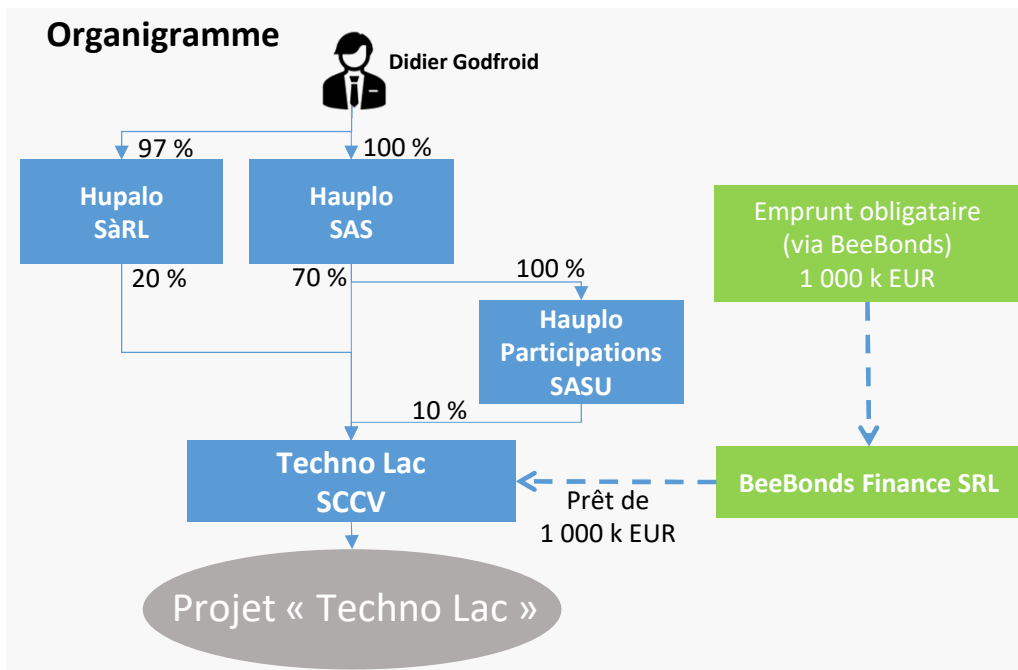 Organigramme
Didier Godfroid
97 %
100 %
Hupalo
SàRL
Hauplo
SAS
Emprunt obligataire
(via BeeBonds)
1 000 k EUR
20 %
70 %
100 %
Hauplo
Participations
SASU
10 %
Techno Lac
SCCV
BeeBonds Finance SRL
Prêt de
1 000 k EUR
Projet « Techno Lac »